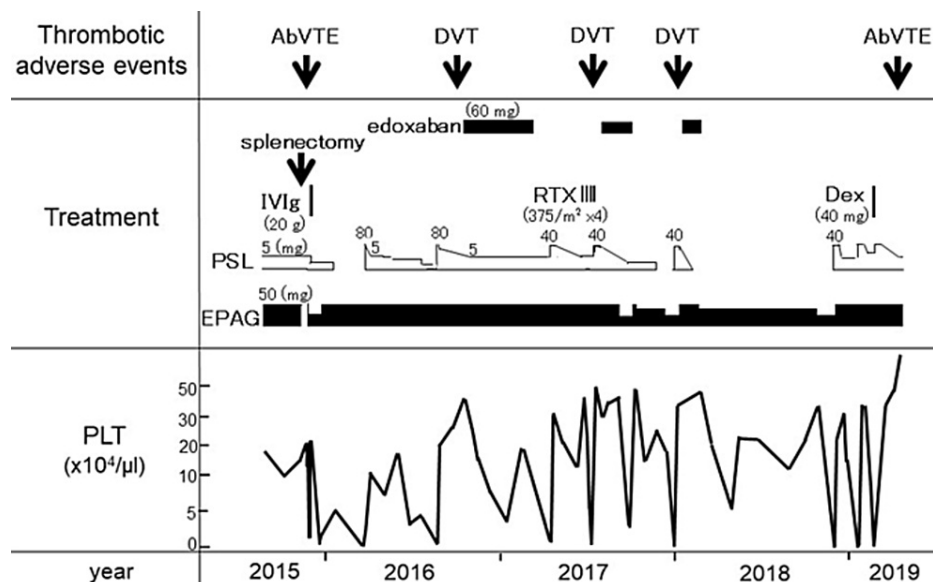 Thrombotic
adverse events
AbVTE DVT DVT DVT AbVTE
Treatment
edoxaban (60 mg)
splenectomy
IVIg
(20 g)
RTX
(375/m² ×4)
Dex
(40 mg)
PSL
5 (mg) 80 5 80 5 40 40 40 40
EPAG
50 (mg)
PLT
(x10⁴/µl)
50
30
20
10
5
0
year 2015 2016 2017 2018 2019